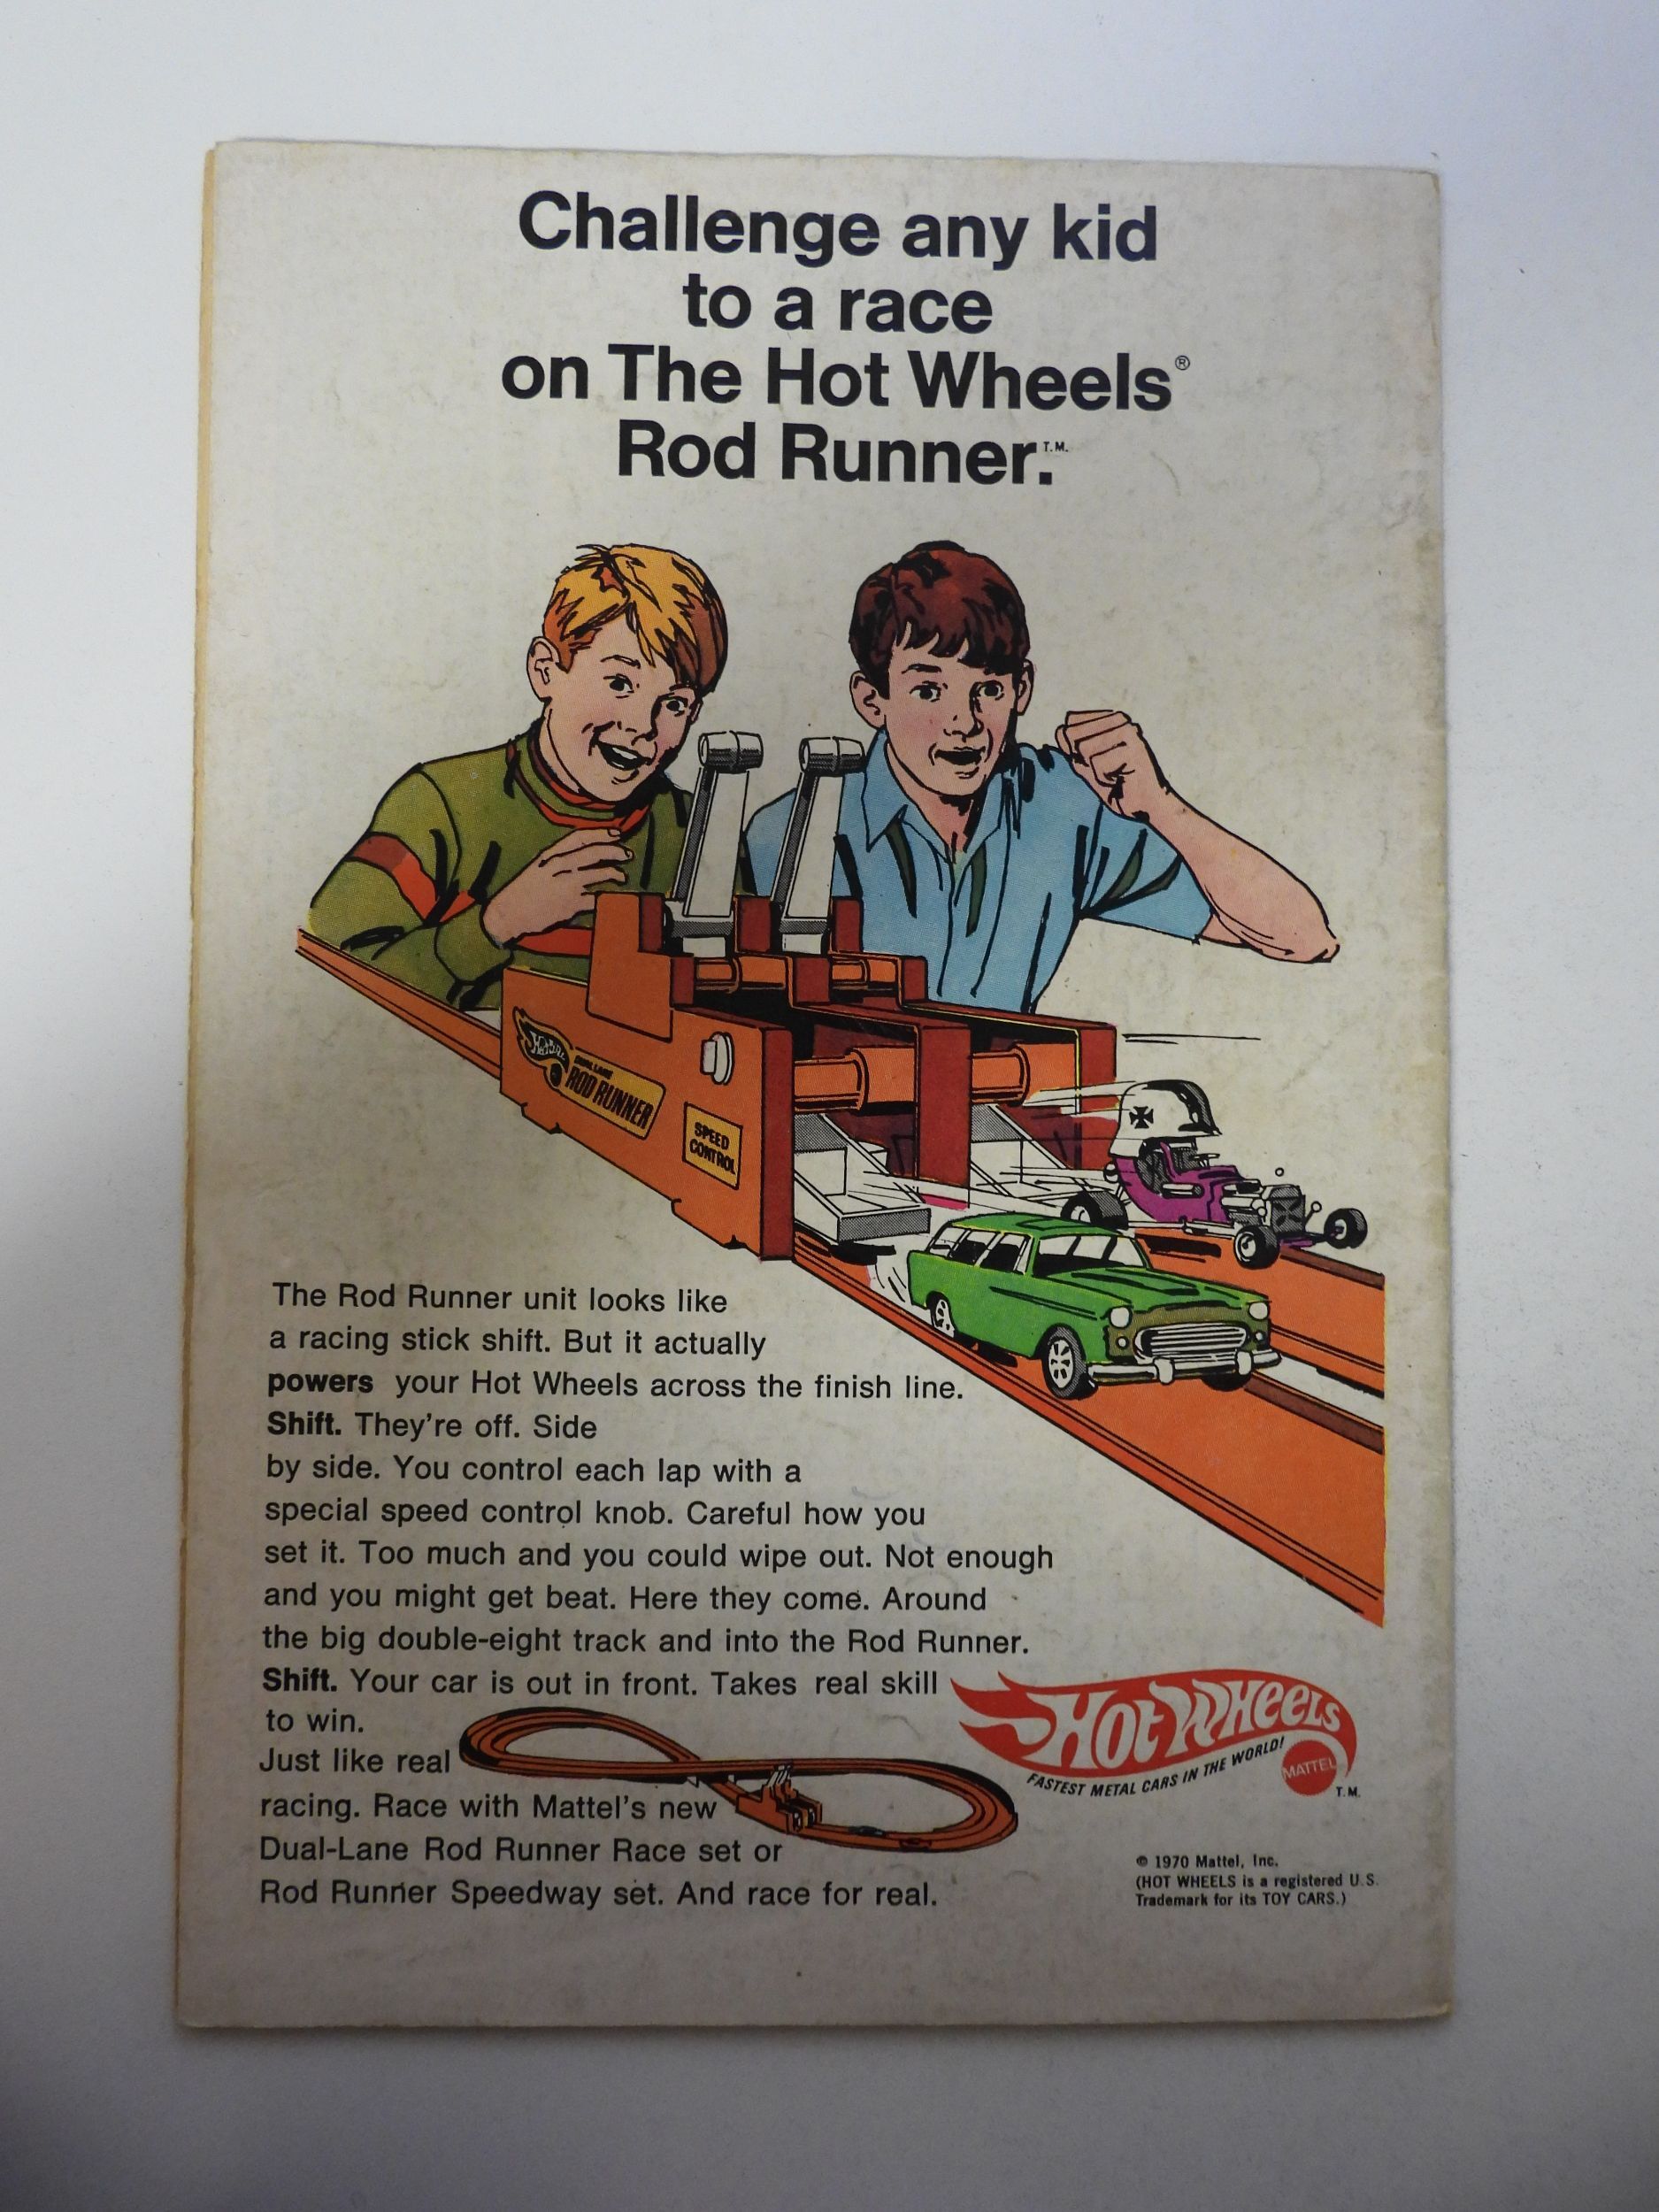 Challenge any kid
to a race
on The Hot Wheels®
Rod Runner.T.M.
Hot Wheels
DUAL LANE
ROD RUNNER
SPEED
CONTROL
The Rod Runner unit looks like
a racing stick shift. But it actually
powers your Hot Wheels across the finish line.
Shift. They're off. Side
by side. You control each lap with a
special speed control knob. Careful how you
set it. Too much and you could wipe out. Not enough
and you might get beat. Here they come. Around
the big double-eight track and into the Rod Runner.
Shift. Your car is out in front. Takes real skill
to win.
Just like real
racing. Race with Mattel's new
Dual-Lane Rod Runner Race set or
Rod Runner Speedway set. And race for real.
Hot Wheels
FASTEST METAL CARS IN THE WORLD!
MATTEL
T.M.
© 1970 Mattel, Inc.
(HOT WHEELS is a registered U.S.
Trademark for its TOY CARS.)